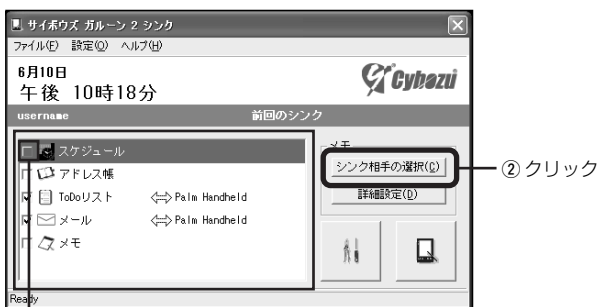 サイボウズ ガルーン 2 シンク
ファイル(F) 設定(O) ヘルプ(H)
6月10日
午後 10時18分
Cybozu
username 前回のシンク
スケジュール
アドレス帳
ToDoリスト Palm Handheld
メール Palm Handheld
メモ
メモ
シンク相手の選択(C)
詳細設定(D)
② クリック
Ready